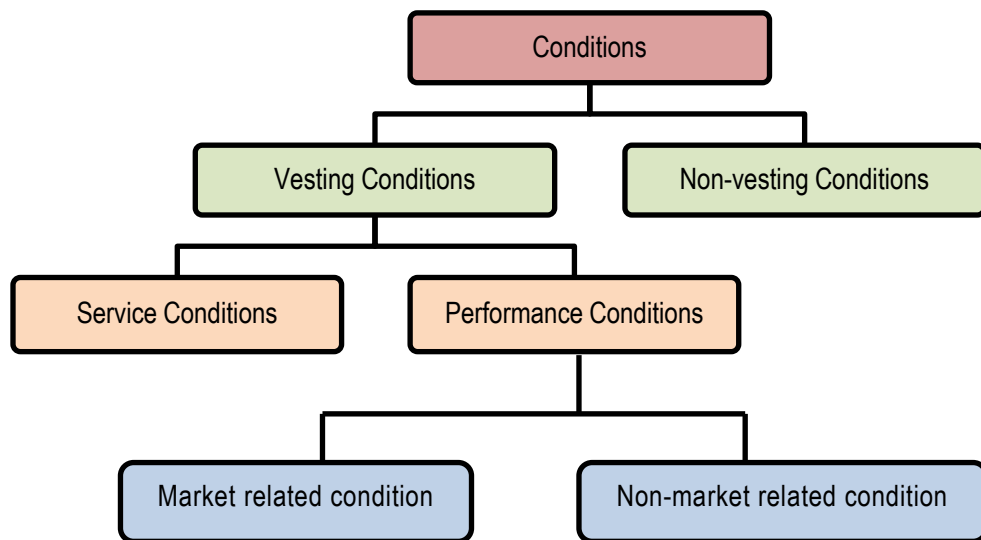 Conditions
Vesting Conditions
Non-vesting Conditions
Service Conditions
Performance Conditions
Market related condition
Non-market related condition